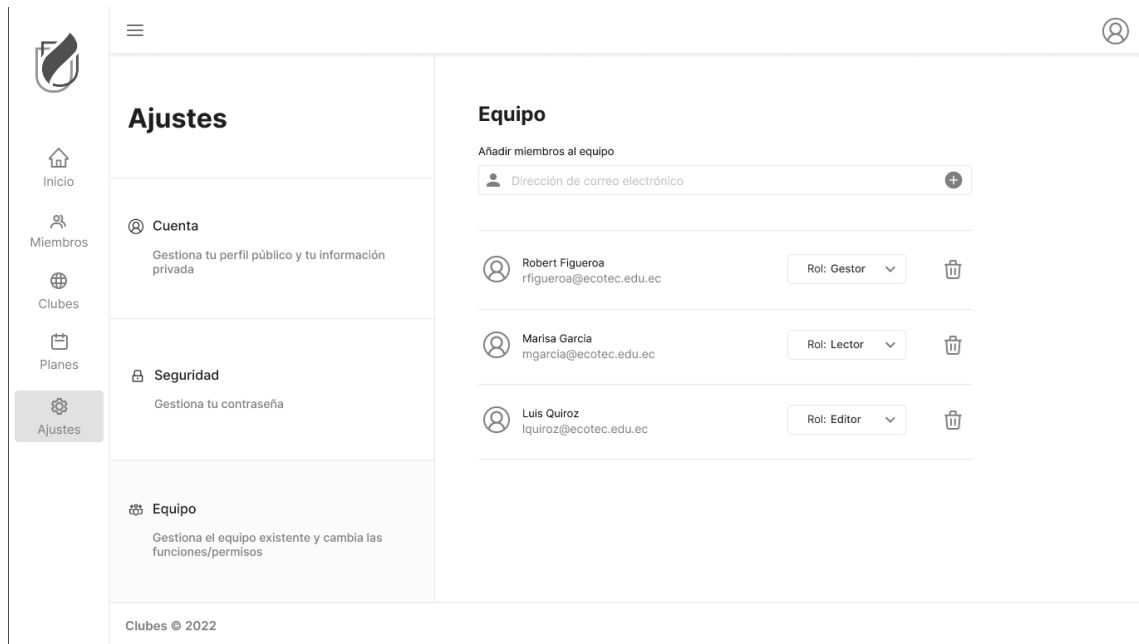 Inicio
Miembros
Clubes
Planes
Ajustes
Ajustes
Cuenta
Gestiona tu perfil público y tu información
privada
Seguridad
Gestiona tu contraseña
Equipo
Gestiona el equipo existente y cambia las
funciones/permisos
Equipo
Añadir miembros al equipo
Dirección de correo electrónico
Robert Figueroa
rfigueroa@ecotec.edu.ec
Rol: Gestor
Marisa Garcia
mgarcia@ecotec.edu.ec
Rol: Lector
Luis Quiroz
lquiroz@ecotec.edu.ec
Rol: Editor
Clubes © 2022